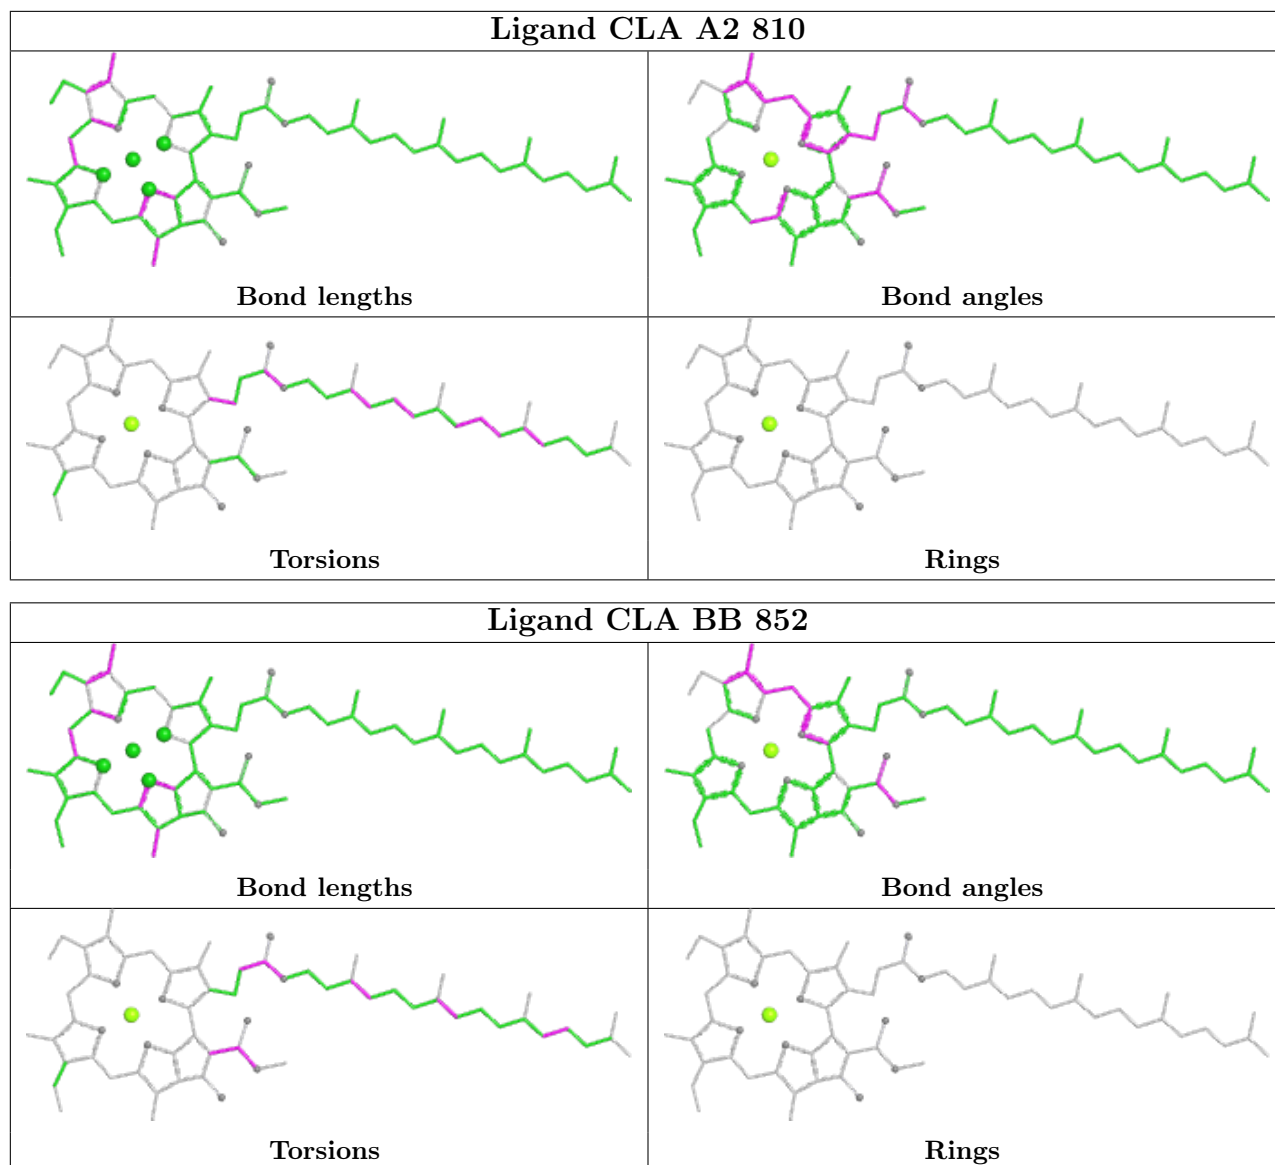 Ligand CLA A2 810
Bond lengths
Bond angles
Torsions
Rings
Ligand CLA BB 852
Bond lengths
Bond angles
Torsions
Rings